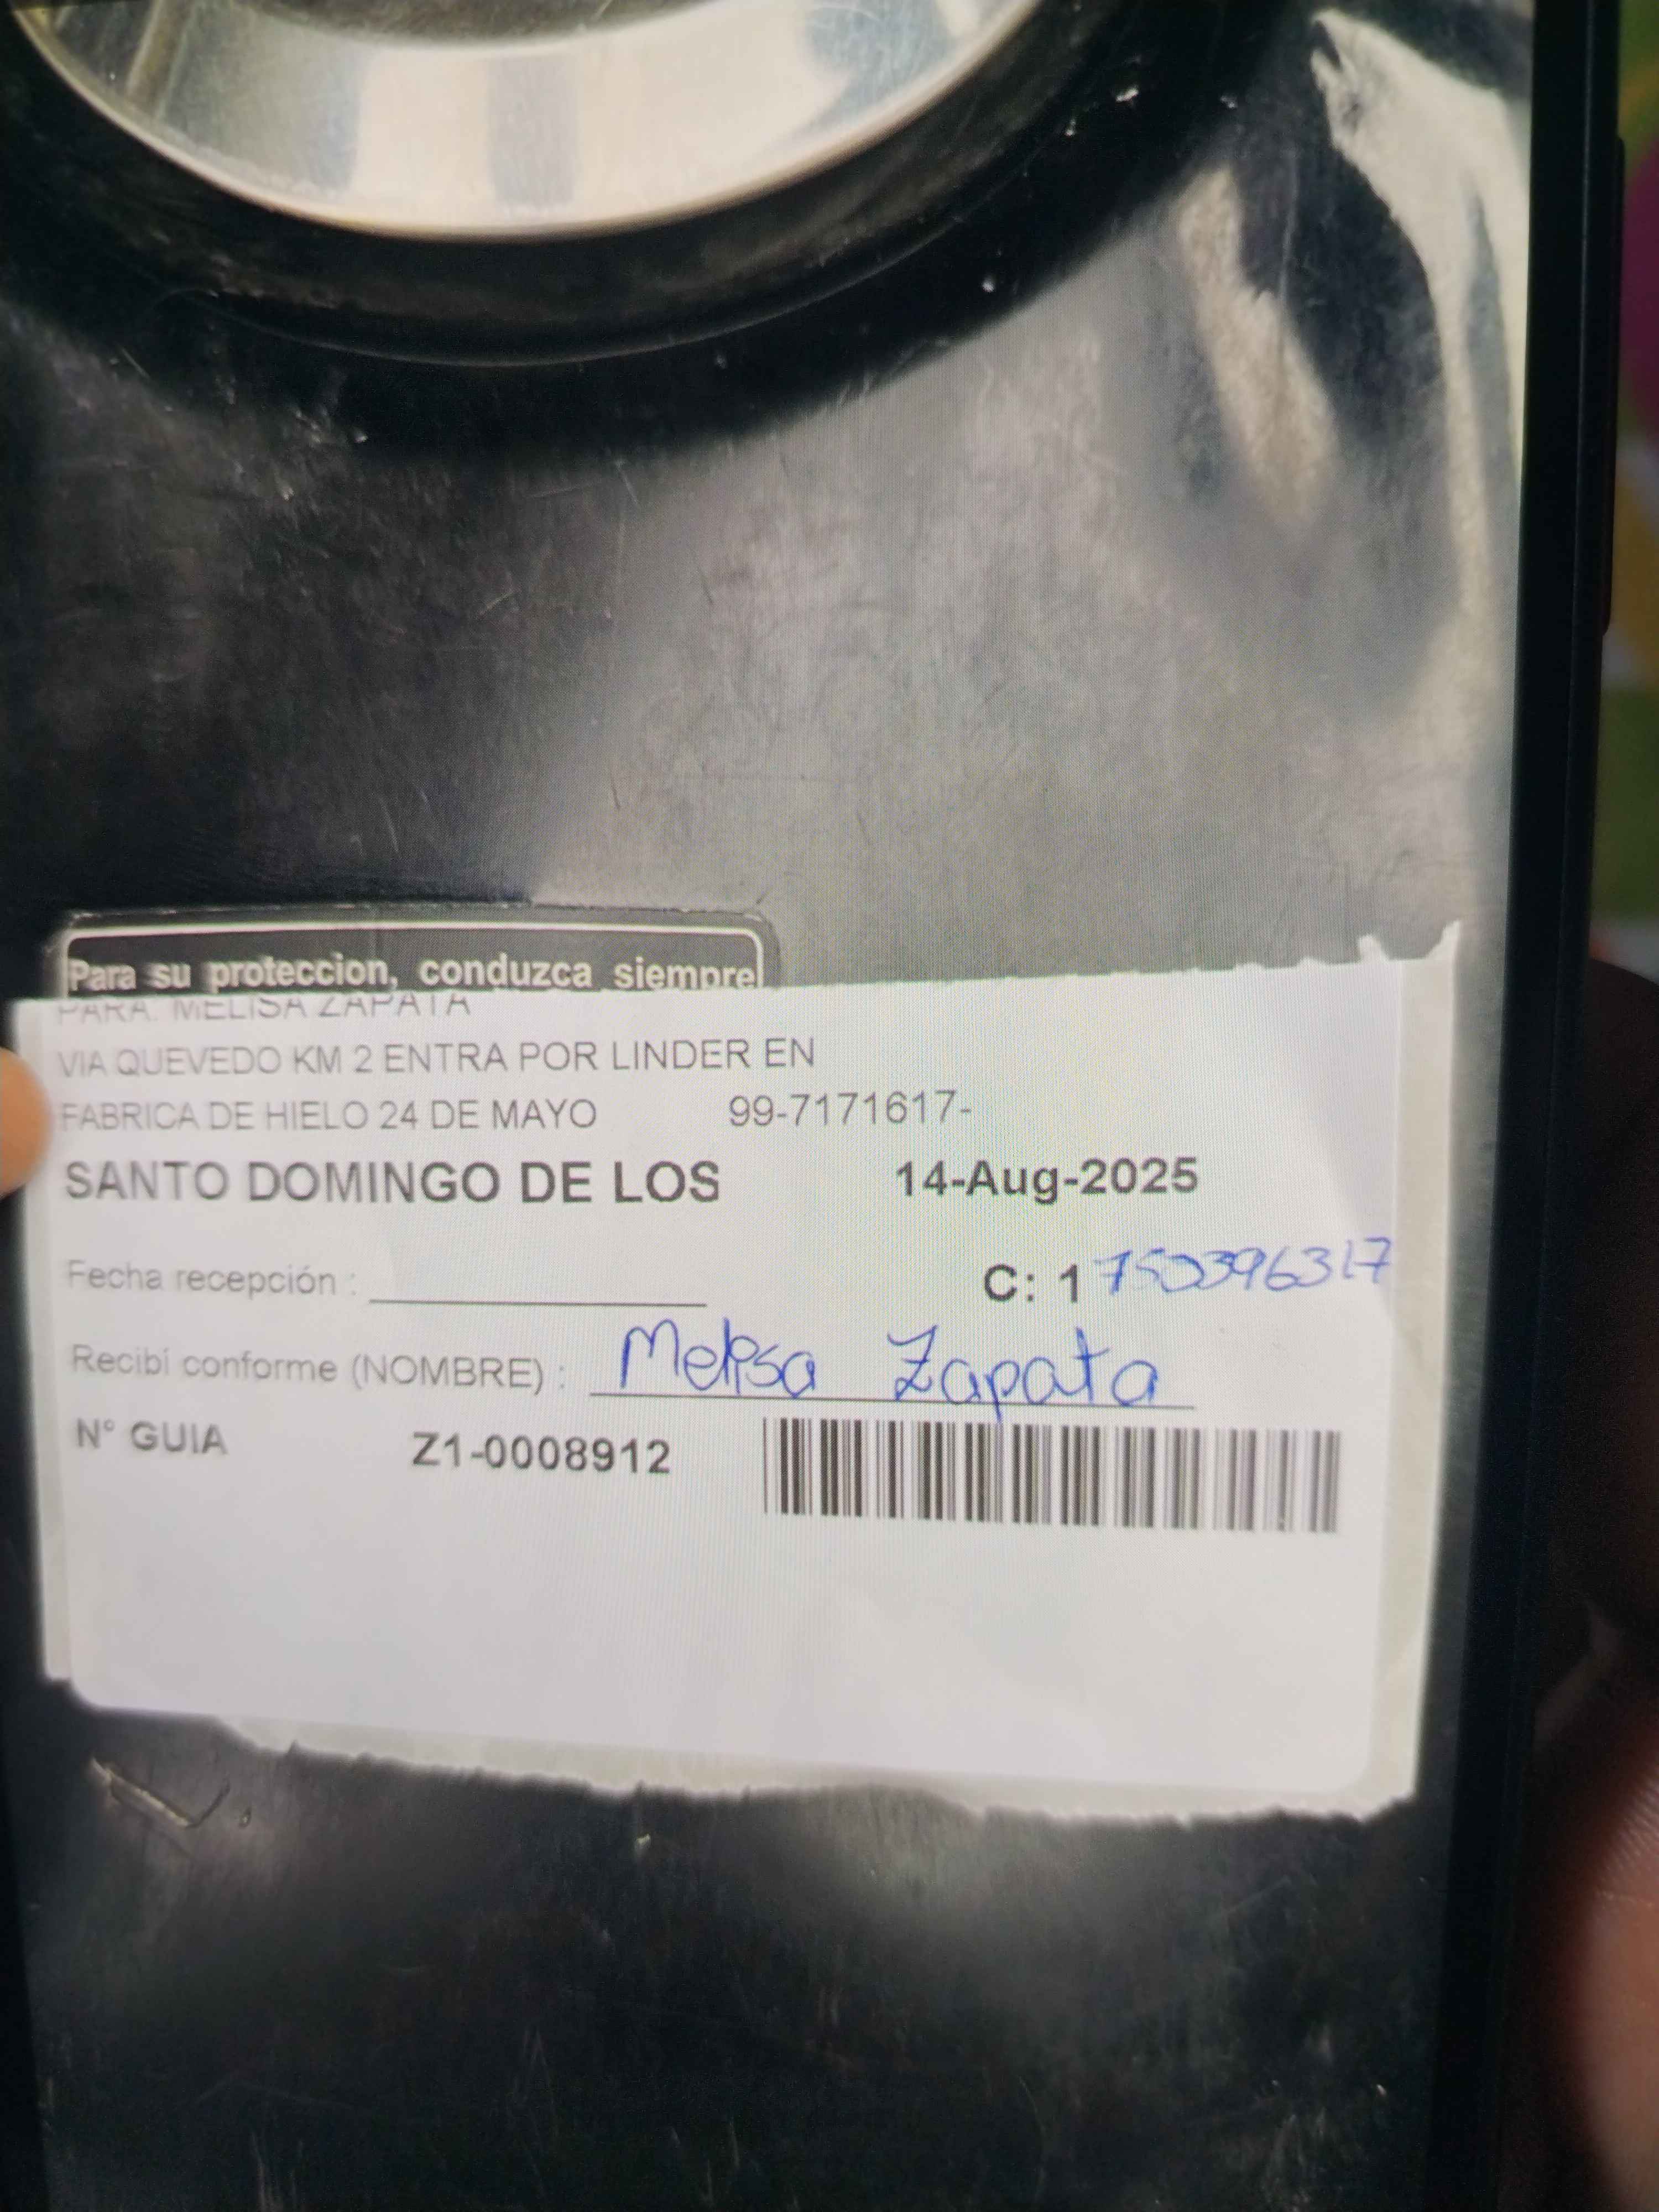 Para su proteccion, conduzca siempre
PARA: MELISA ZAPATA
VIA QUEVEDO KM 2 ENTRA POR LINDER EN
FABRICA DE HIELO 24 DE MAYO 99-7171617-
SANTO DOMINGO DE LOS 14-Aug-2025
Fecha recepción : C: 1 750396317
Recibí conforme (NOMBRE) : Melisa Zapata
N° GUIA Z1-0008912